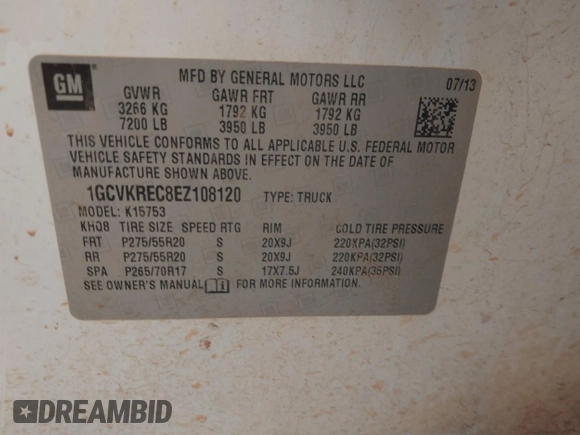 GM
MFD BY GENERAL MOTORS LLC 07/13
GVWR GAWR FRT GAWR RR
3266 KG 1792 KG 1792 KG
7200 LB 3950 LB 3950 LB
THIS VEHICLE CONFORMS TO ALL APPLICABLE U.S. FEDERAL MOTOR
VEHICLE SAFETY STANDARDS IN EFFECT ON THE DATE OF
MANUFACTURE SHOWN ABOVE.
1GCVKREC8EZ108120 TYPE: TRUCK
MODEL: K15753
KHQ8 TIRE SIZE SPEED RTG RIM COLD TIRE PRESSURE
FRT P275/55R20 S 20X9J 220KPA(32PSI)
RR P275/55R20 S 20X9J 220KPA(32PSI)
SPA P265/70R17 S 17X7.5J 240KPA(35PSI)
SEE OWNER'S MANUAL FOR MORE INFORMATION.
DREAMBID